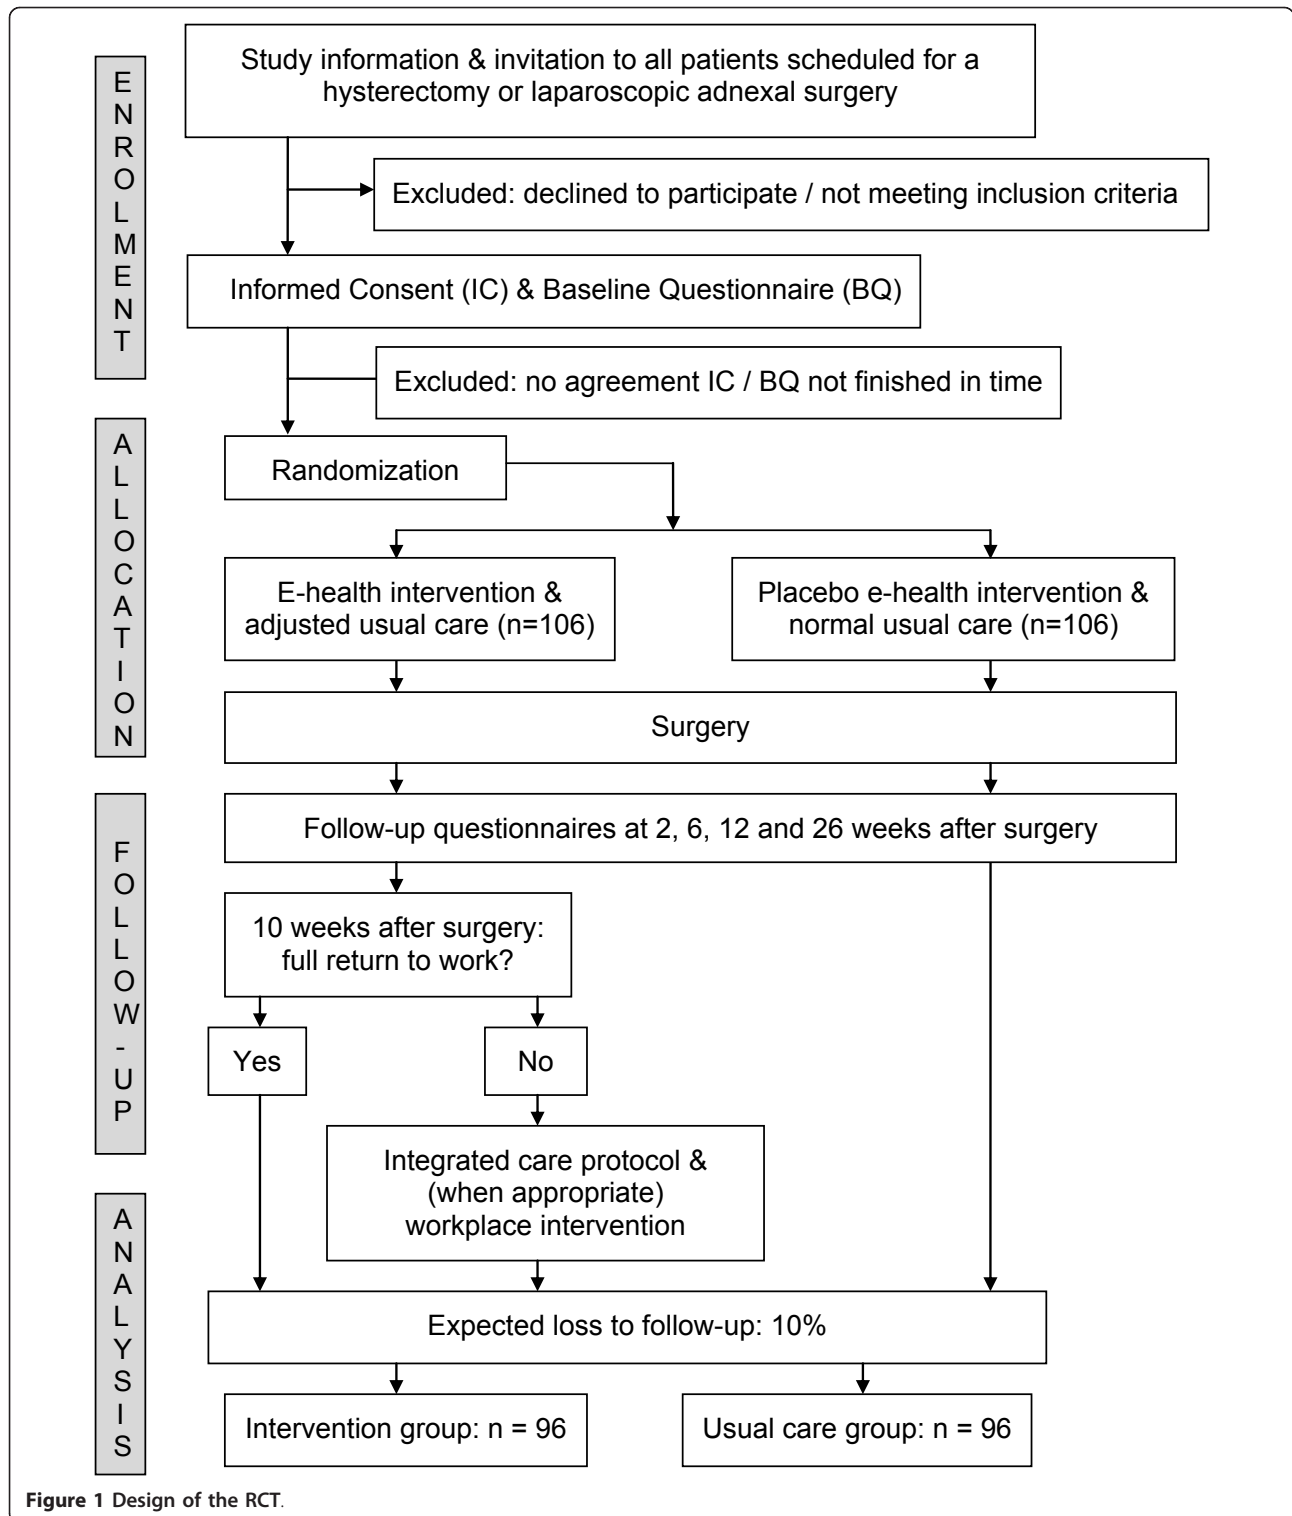 ENROLMENT
Study information & invitation to all patients scheduled for a
hysterectomy or laparoscopic adnexal surgery
Excluded: declined to participate / not meeting inclusion criteria
Informed Consent (IC) & Baseline Questionnaire (BQ)
Excluded: no agreement IC / BQ not finished in time
ALLOCATION
Randomization
E-health intervention &
adjusted usual care (n=106)
Placebo e-health intervention &
normal usual care (n=106)
Surgery
FOLLOW-UP
Follow-up questionnaires at 2, 6, 12 and 26 weeks after surgery
10 weeks after surgery:
full return to work?
Yes
No
Integrated care protocol &
(when appropriate)
workplace intervention
ANALYSIS
Expected loss to follow-up: 10%
Intervention group: n = 96
Usual care group: n = 96
Figure 1 Design of the RCT.